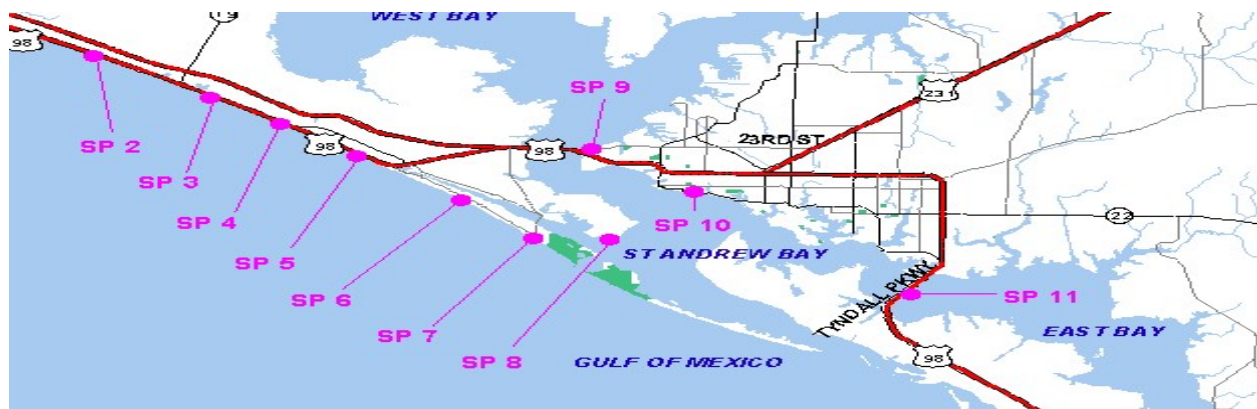 WEST BAY
19
98
SP 9
231
SP 2
98
98
23RD ST
SP 3
SP 4
SP 10
22
SP 5
ST ANDREW BAY
SP 6
TYNDALL PKWY
SP 11
SP 7
EAST BAY
SP 8
GULF OF MEXICO
98